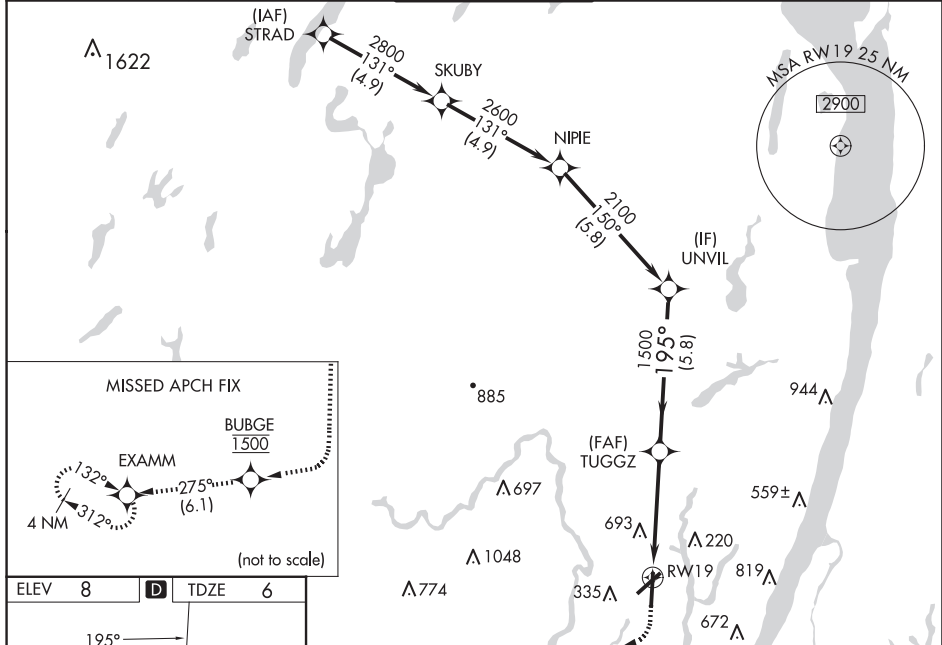 (IAF)
STRAD
1622
2800
131°
(4.9)
SKUBY
2600
131°
(4.9)
NIPIE
2100
150°
(5.8)
(IF)
UNVIL
MSA RW19 25 NM
2900
1500
195°
(5.8)
885
944
(FAF)
TUGGZ
697
559±
693
220
1048
RW19
819
774
335
672
MISSED APCH FIX
BUBGE
1500
EXAMM
132°
275°
(6.1)
312°
4 NM
(not to scale)
ELEV 8 D TDZE 6
195°